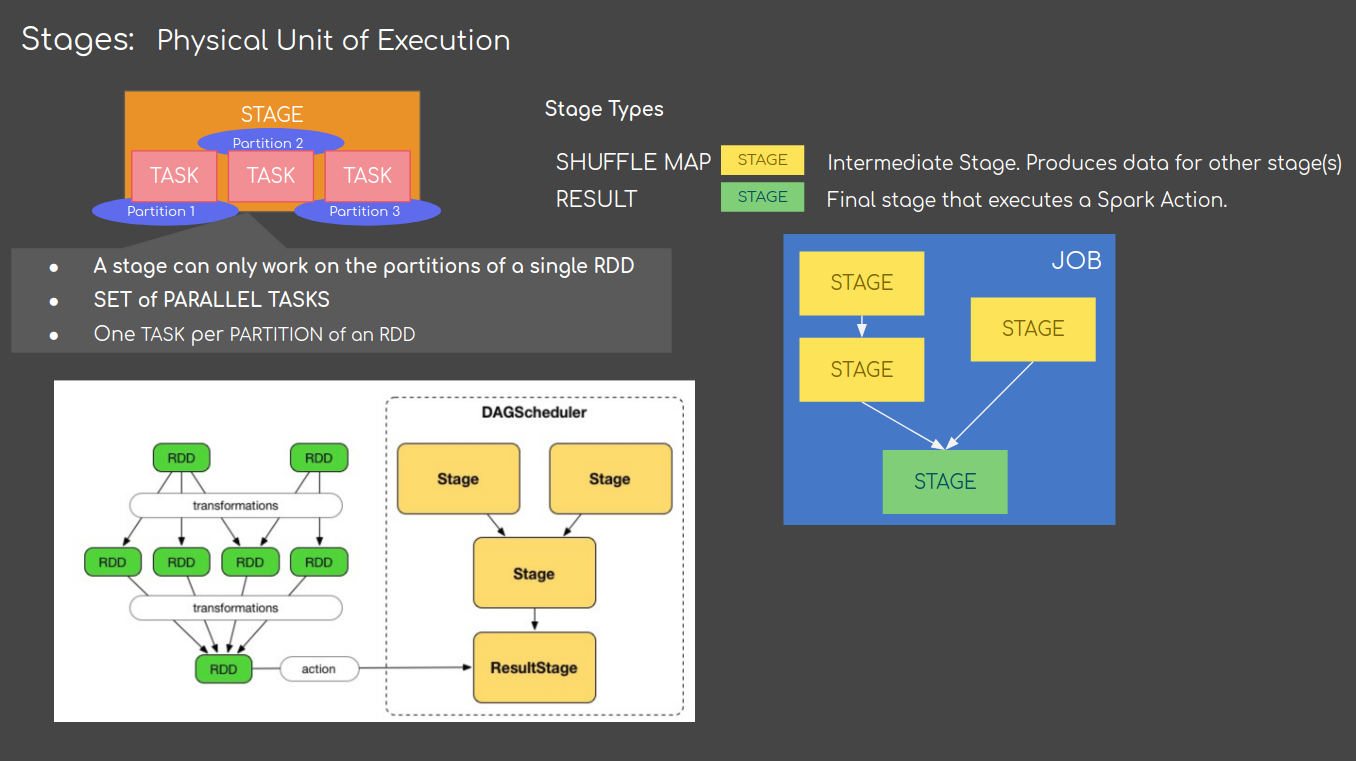 Stages: Physical Unit of Execution
STAGE
Partition 2
TASK TASK TASK
Partition 1 Partition 3
● A stage can only work on the partitions of a single RDD
● SET of PARALLEL TASKS
● One TASK per PARTITION of an RDD
Stage Types
SHUFFLE MAP STAGE Intermediate Stage. Produces data for other stage(s)
RESULT STAGE Final stage that executes a Spark Action.
JOB
STAGE
STAGE
STAGE
STAGE
RDD RDD
transformations
RDD RDD RDD RDD
transformations
RDD action
DAGScheduler
Stage Stage
Stage
ResultStage